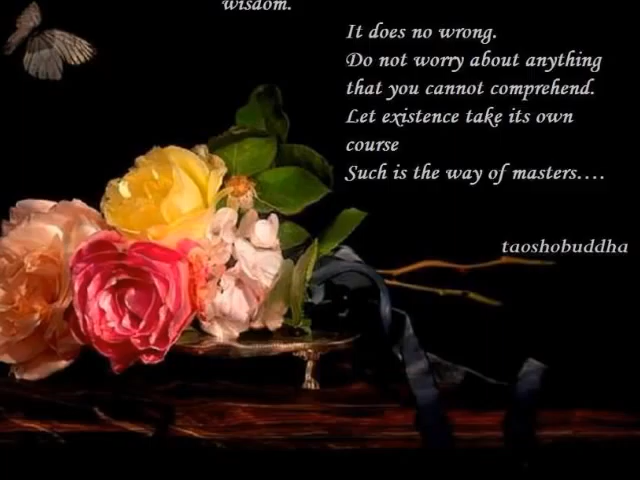 wisdom.
It does no wrong.
Do not worry about anything
that you cannot comprehend.
Let existence take its own
course
Such is the way of masters....
taoshobuddha